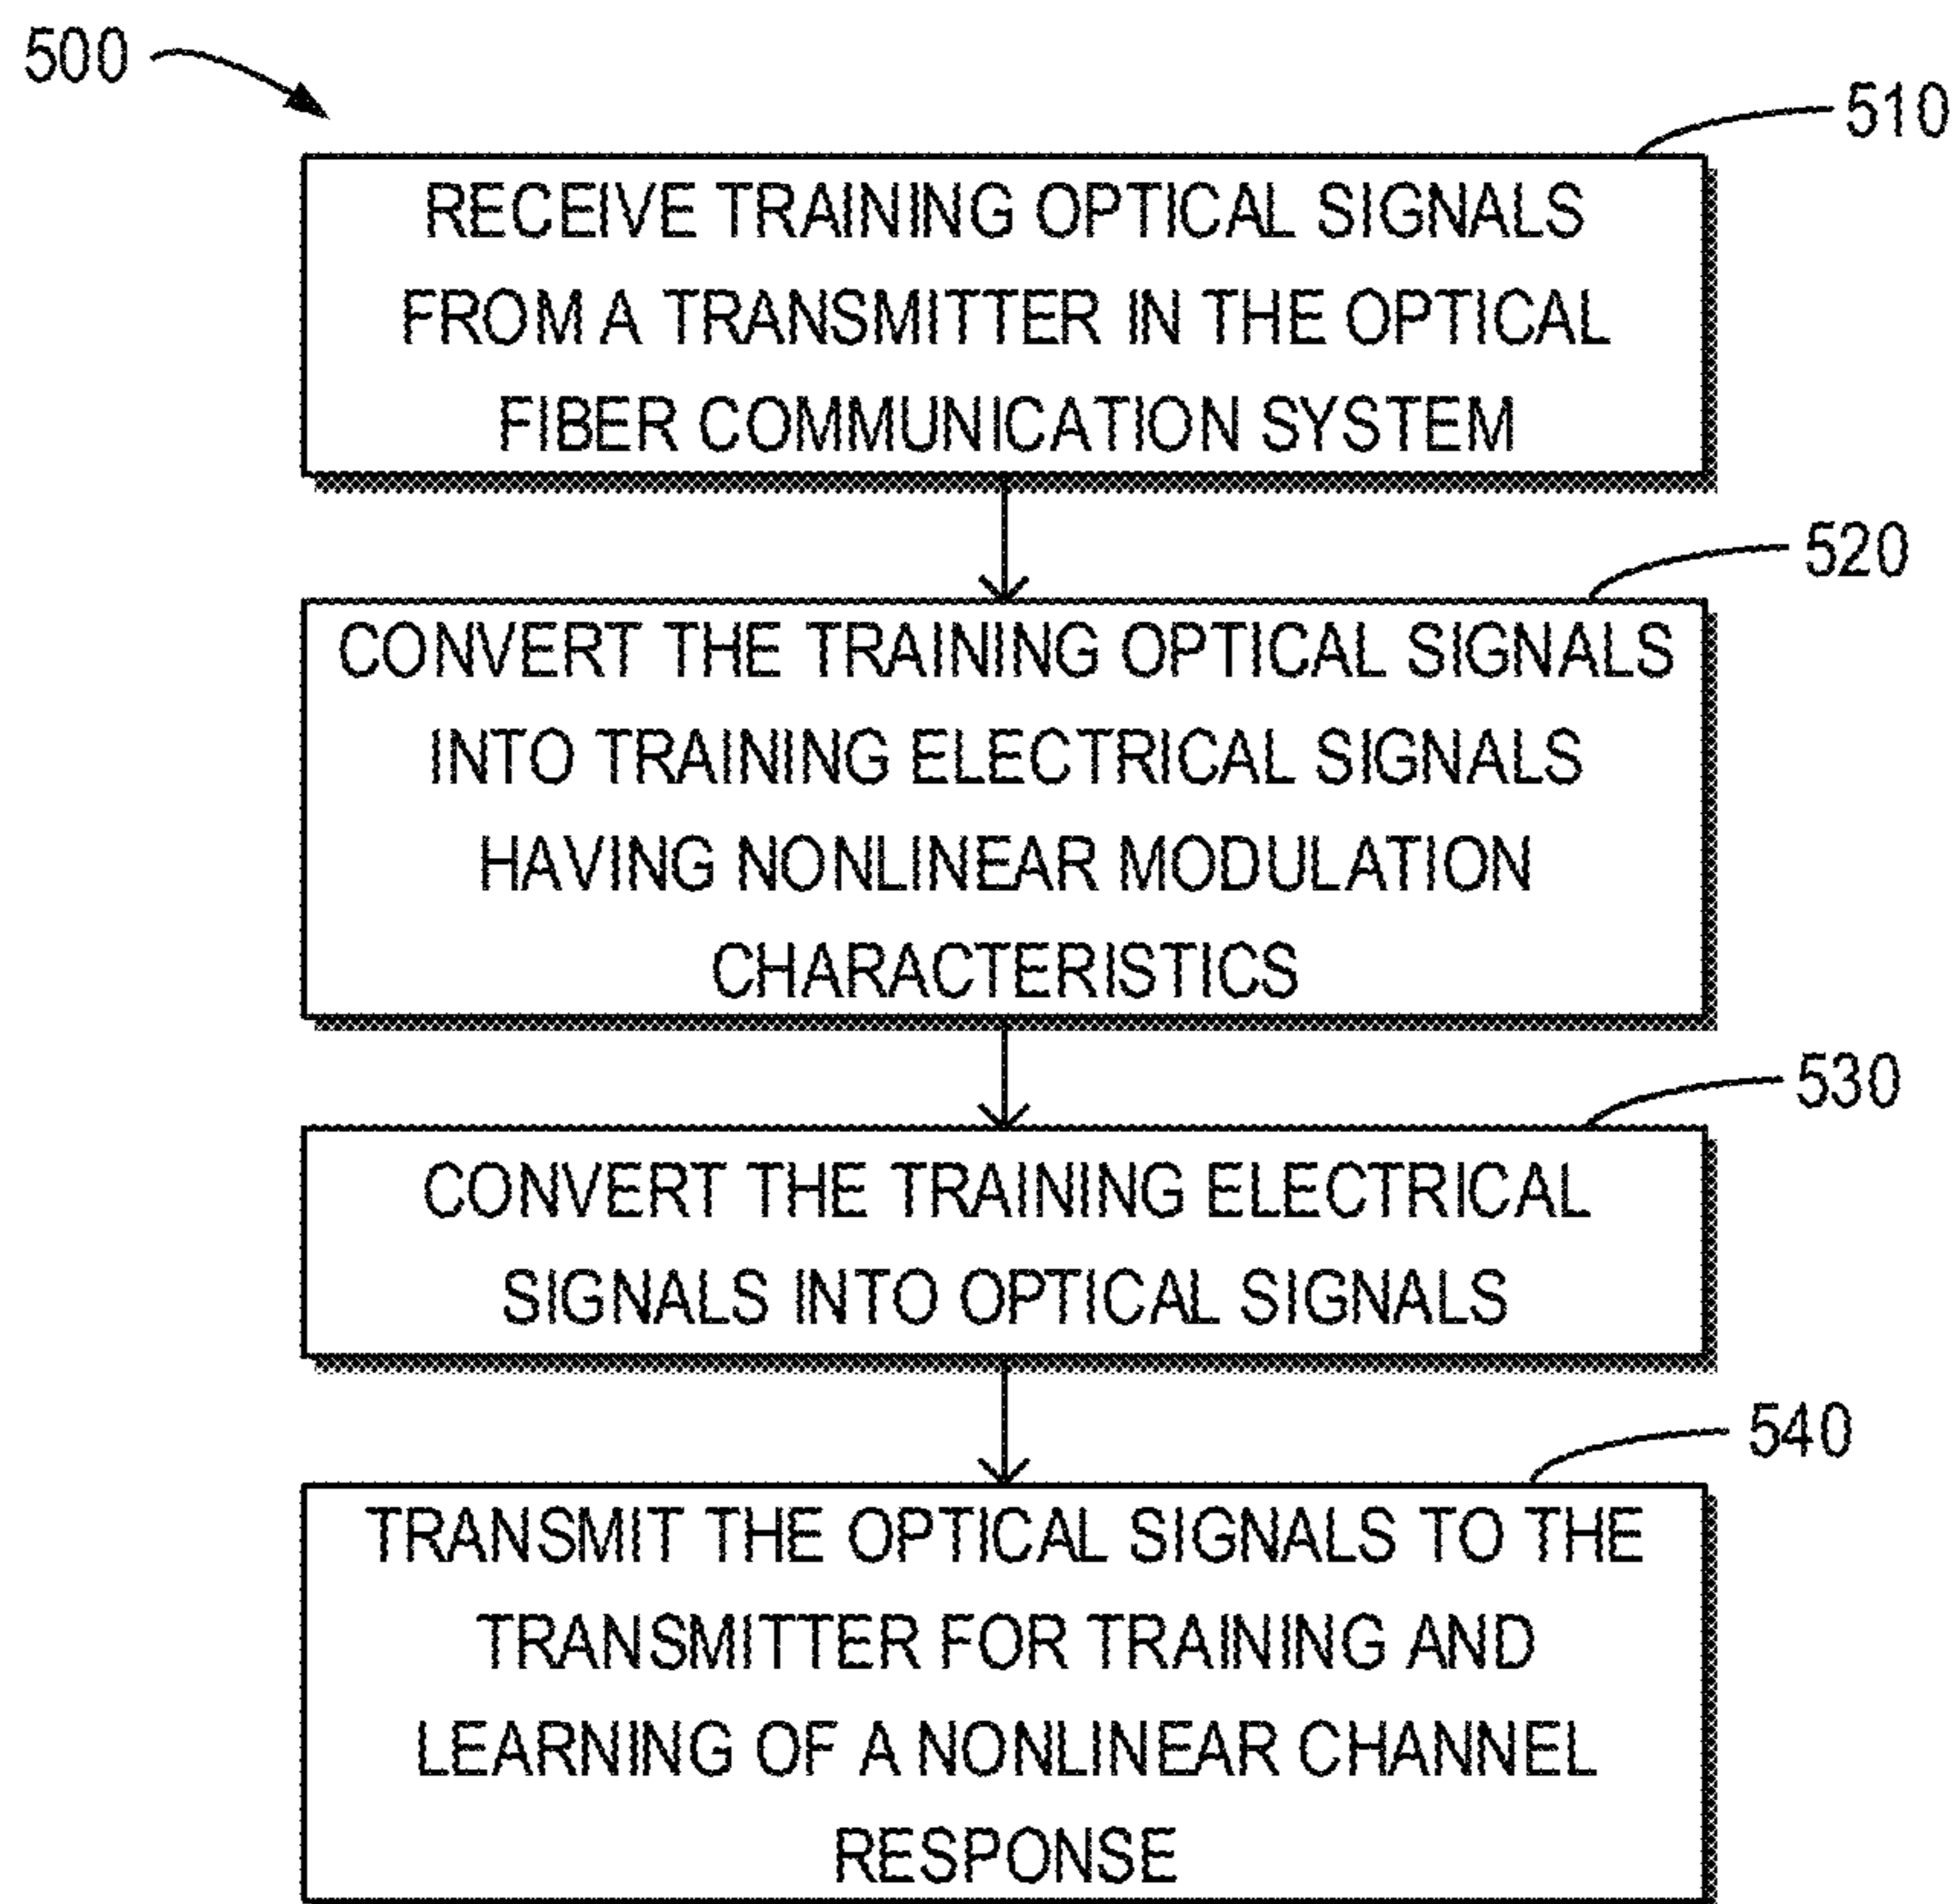 500
510
RECEIVE TRAINING OPTICAL SIGNALS
FROM A TRANSMITTER IN THE OPTICAL
FIBER COMMUNICATION SYSTEM
520
CONVERT THE TRAINING OPTICAL SIGNALS
INTO TRAINING ELECTRICAL SIGNALS
HAVING NONLINEAR MODULATION
CHARACTERISTICS
530
CONVERT THE TRAINING ELECTRICAL
SIGNALS INTO OPTICAL SIGNALS
540
TRANSMIT THE OPTICAL SIGNALS TO THE
TRANSMITTER FOR TRAINING AND
LEARNING OF A NONLINEAR CHANNEL
RESPONSE